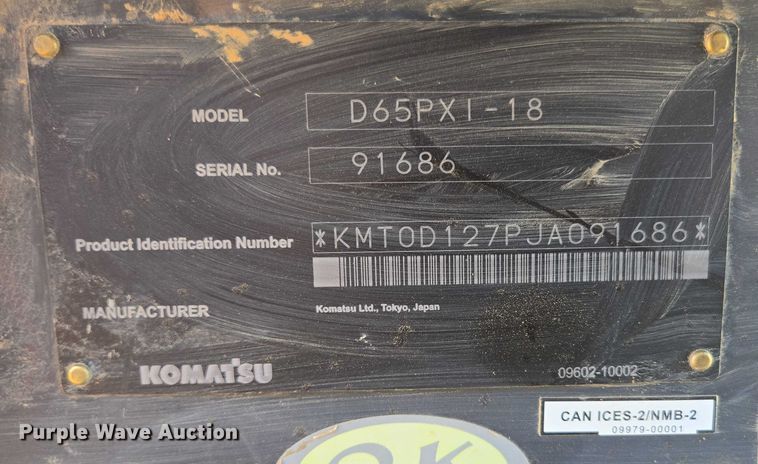 MODEL D65PXI-18
SERIAL No. 91686
Product Identification Number *KMT0D127PJA091686*
MANUFACTURER Komatsu Ltd., Tokyo, Japan
KOMATSU 09602-10002
CAN ICES-2/NMB-2
09979-00001
Purple Wave Auction
OK